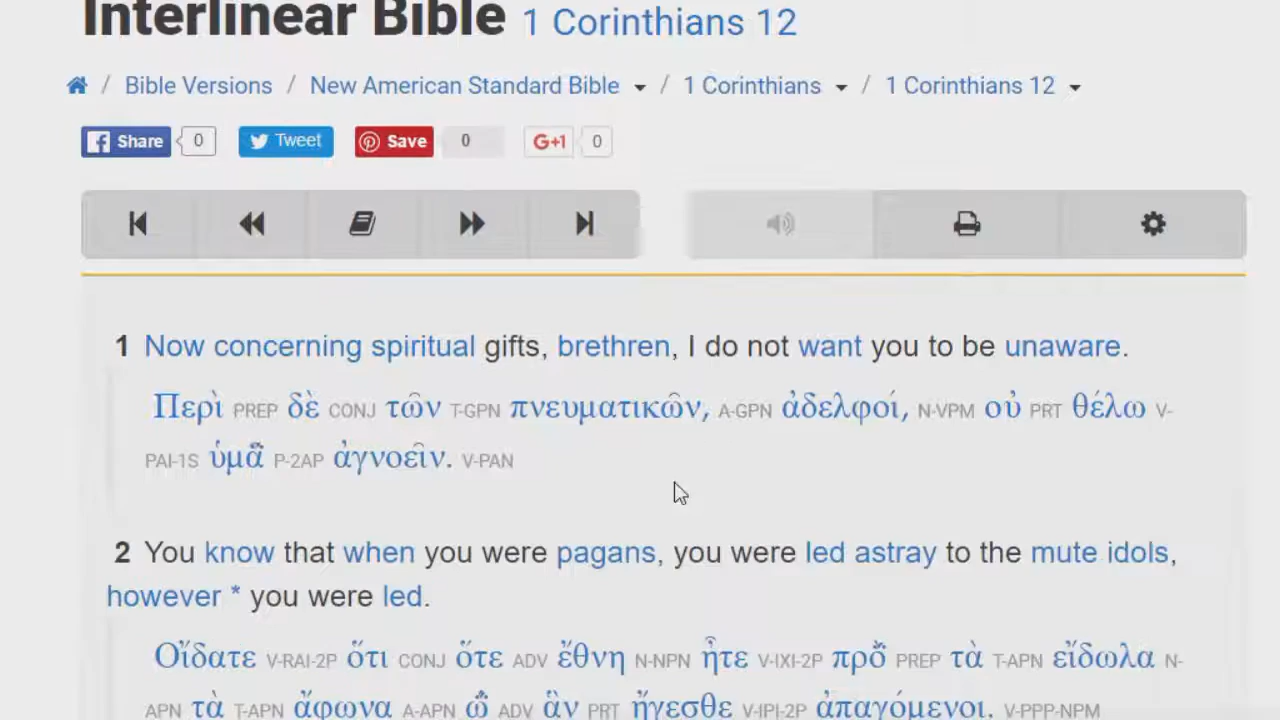 Interlinear Bible 1 Corinthians 12
/ Bible Versions / New American Standard Bible / 1 Corinthians / 1 Corinthians 12
Share 0 Tweet Save 0 G+1 0
1 Now concerning spiritual gifts, brethren, I do not want you to be unaware.
Περὶ PREP δὲ CONJ τῶν T-GPN πνευματικῶν, A-GPN ἀδελφοί, N-VPM οὐ PRT θέλω V-
PAI-1S P-2AP ἀγνοεῖν. V-PAN
2 You know that when you were pagans, you were led astray to the mute idols,
however * you were led.
Οἴδατε V-RAI-2P ὅτι CONJ ὅτε ADV ἔθνη N-NPN ἦτε V-IXI-2P PREP τὰ T-APN εἴδωλα N-
APN τὰ T-APN ἄφωνα A-APN ADV ἂν PRT ἤγεσθε V-IPI-2P ἀπαγόμενοι. V-PPP-NPM